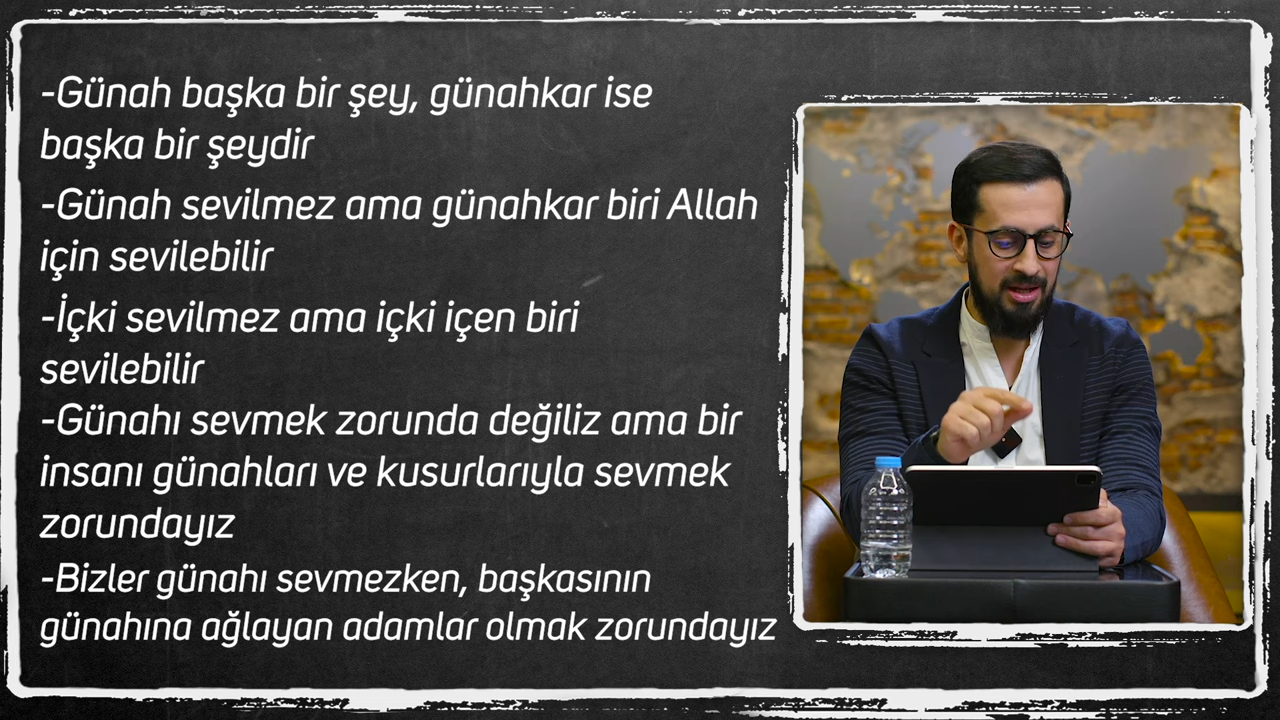 -Günah başka bir şey, günahkar ise
başka bir şeydir
-Günah sevilmez ama günahkar biri Allah
için sevilebilir
-İçki sevilmez ama içki içen biri
sevilebilir
-Günahı sevmek zorunda değiliz ama bir
insanı günahları ve kusurlarıyla sevmek
zorundayız
-Bizler günahı sevmezken, başkasının
günahına ağlayan adamlar olmak zorundayız